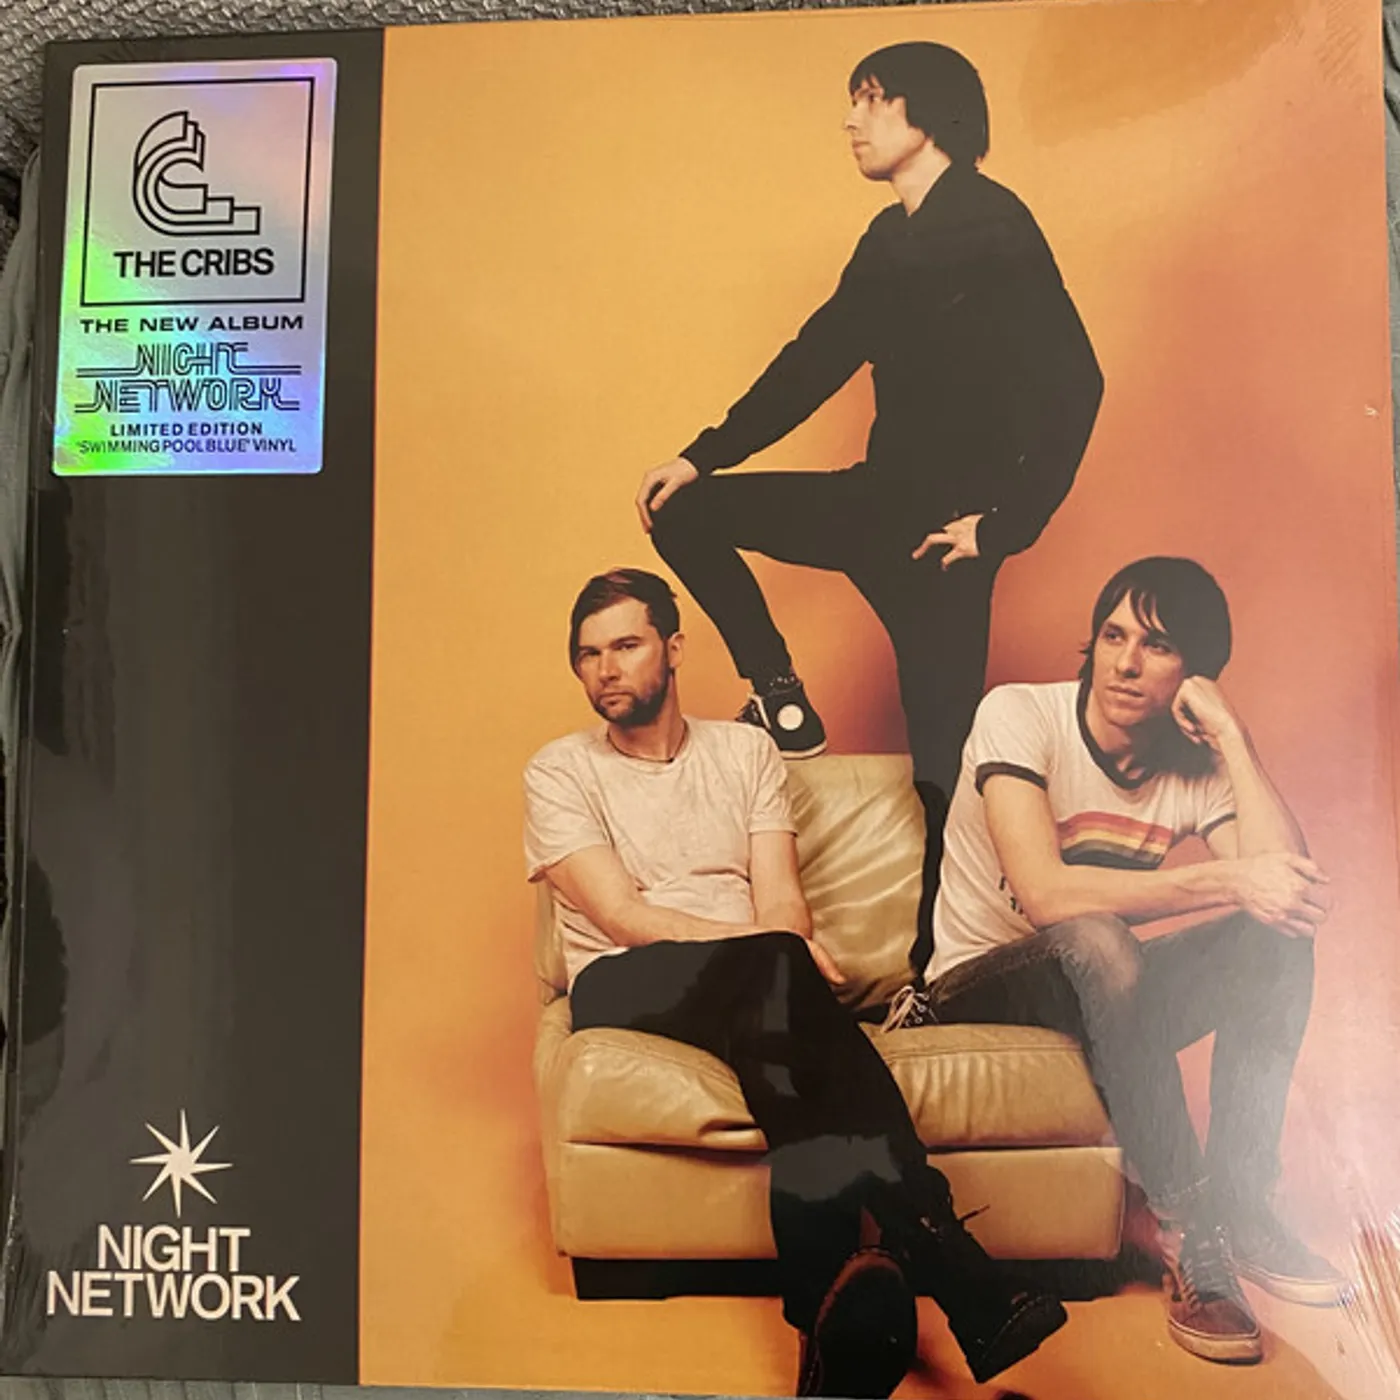 THE CRIBS
THE NEW ALBUM
NIGHT
NETWORK
LIMITED EDITION
'SWIMMING POOL BLUE' VINYL
NIGHT
NETWORK